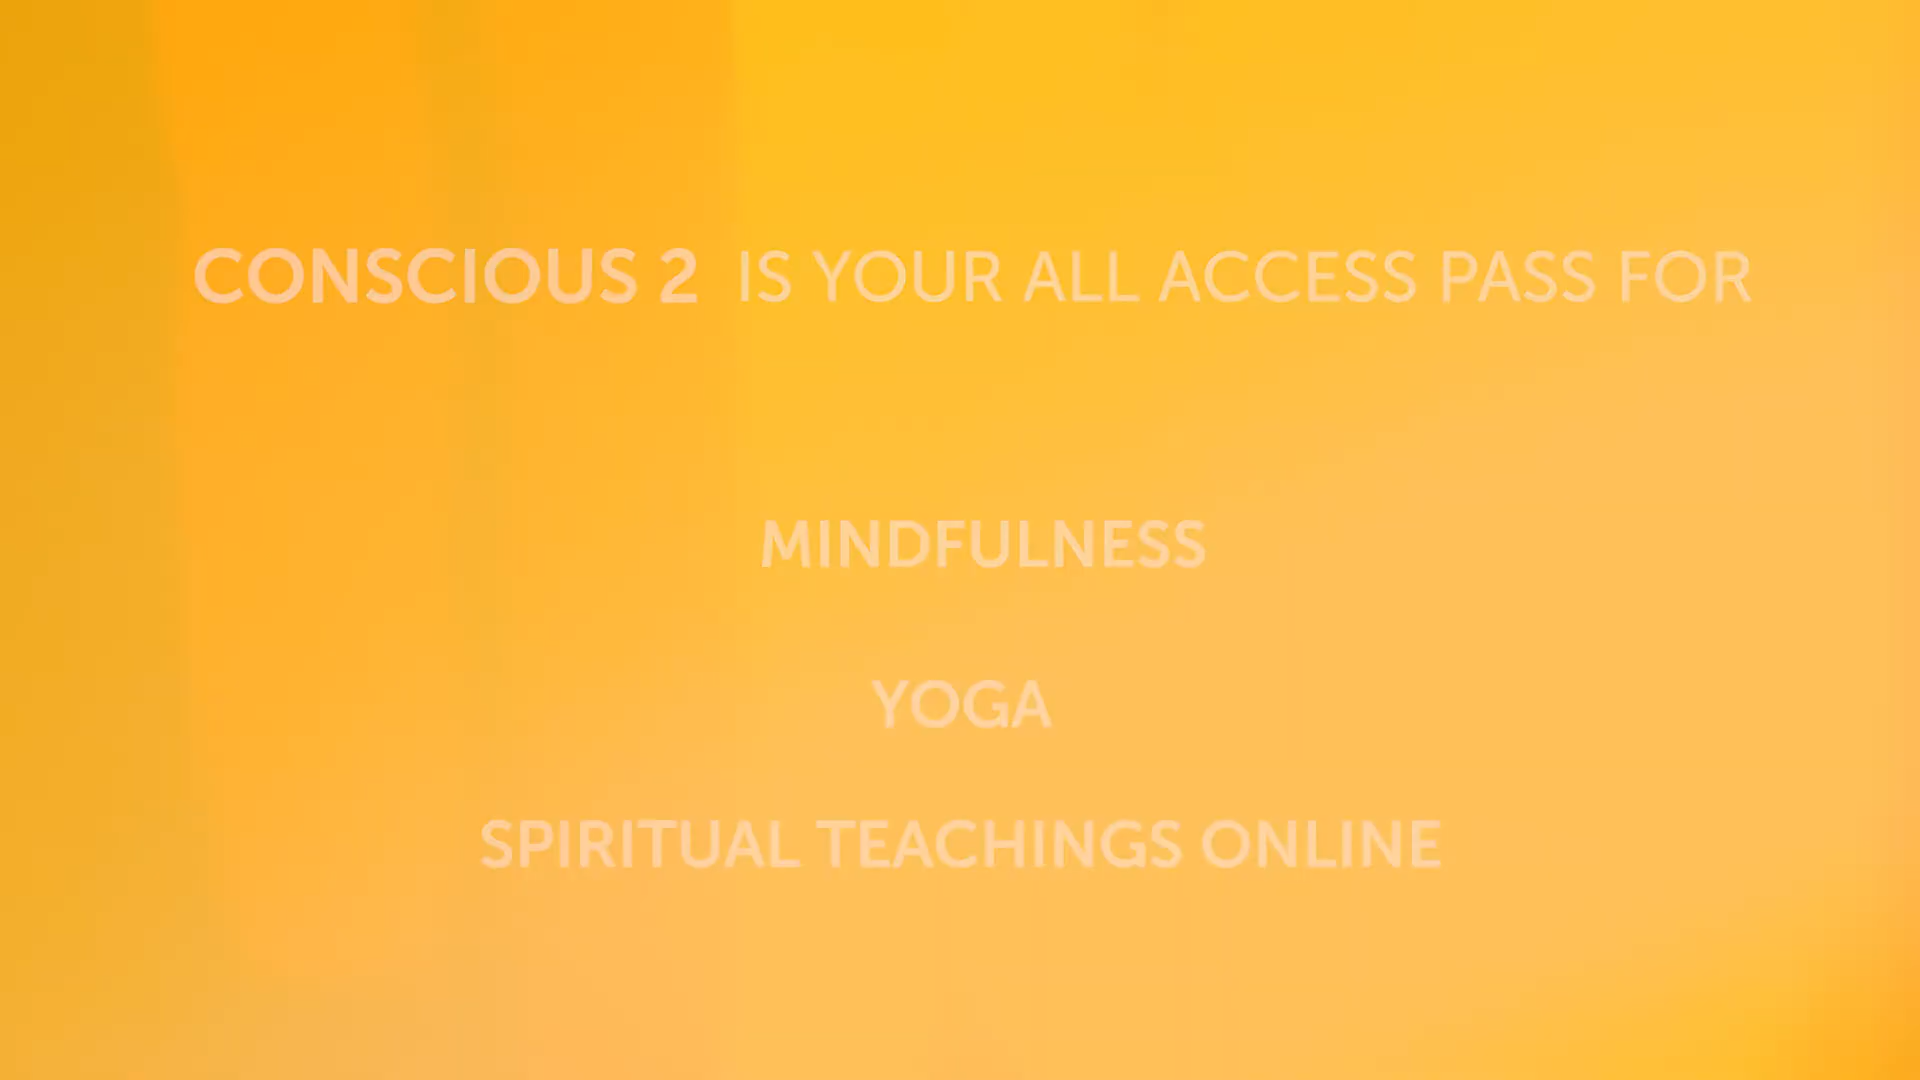 CONSCIOUS 2 IS YOUR ALL ACCESS PASS FOR
MINDFULNESS
YOGA
SPIRITUAL TEACHINGS ONLINE